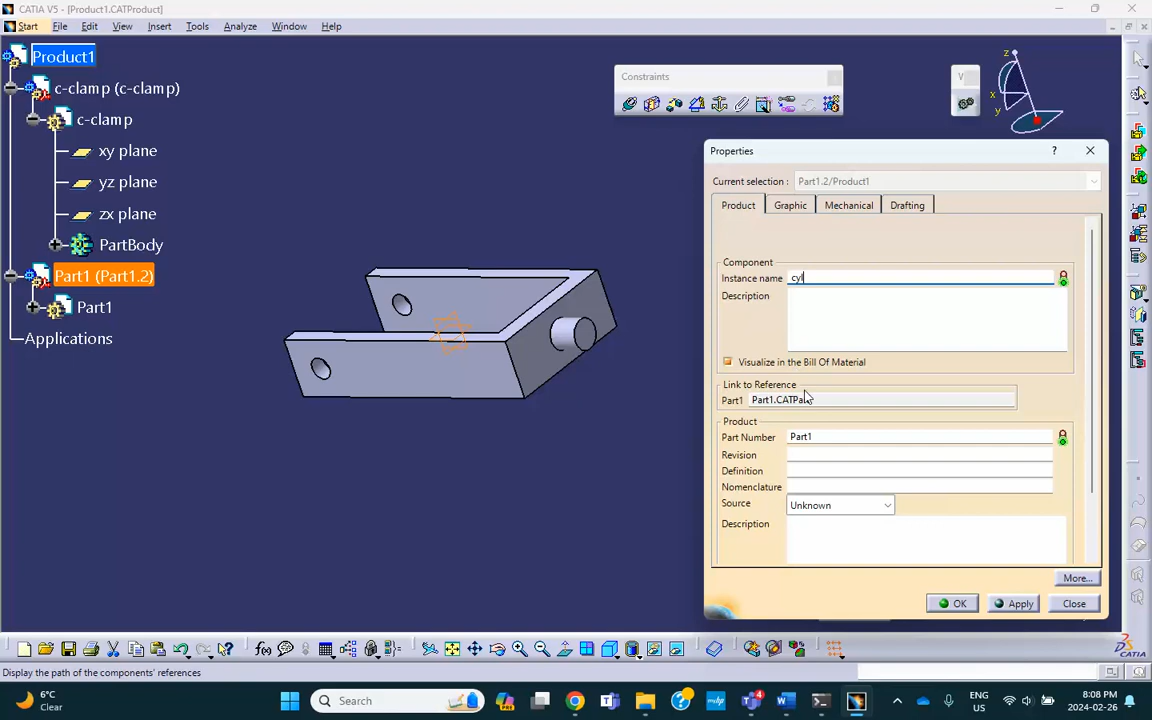 CATIA V5 - [Product1.CATProduct]
Start File Edit View Insert Tools Analyze Window Help
Product1
c-clamp (c-clamp)
c-clamp
xy plane
yz plane
zx plane
PartBody
Part1 (Part1.2)
Part1
Applications
Constraints
V
z
x
y
Properties
Current selection : Part1.2/Product1
Product Graphic Mechanical Drafting
Component
Instance name cyl
Description
Visualize in the Bill Of Material
Link to Reference
Part1 Part1.CATPart
Product
Part Number Part1
Revision
Definition
Nomenclature
Source Unknown
Description
More...
OK Apply Close
Display the path of the components' references
CATIA
6°C
Clear
Search
ENG
US
8:08 PM
2024-02-26